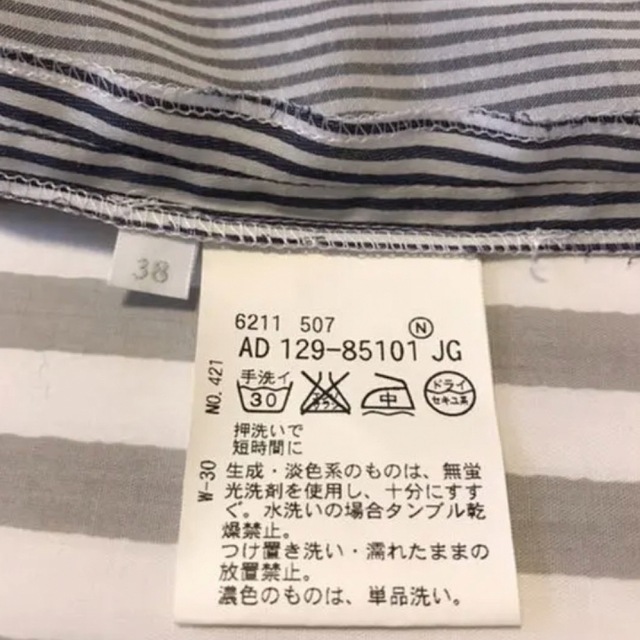 38
6211 507 Ⓝ
AD 129-85101 JG
NO. 421
手洗イ
30
中
ドライ
セキユ系
押洗いで
短時間に
W-30
生成・淡色系のものは、無蛍
光洗剤を使用し、十分にすす
ぐ。水洗いの場合タンブル乾
燥禁止。
つけ置き洗い・濡れたままの
放置禁止。
濃色のものは、単品洗い。